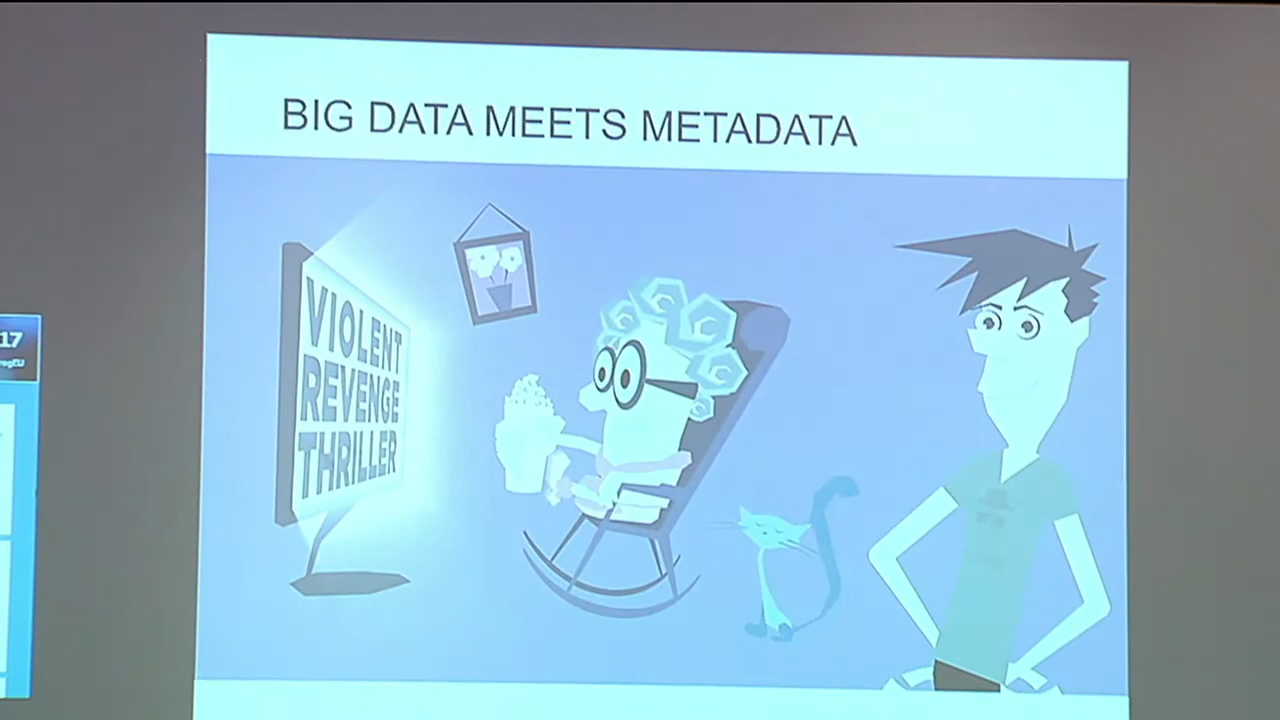 BIG DATA MEETS METADATA
VIOLENT
REVENGE
THRILLER
17